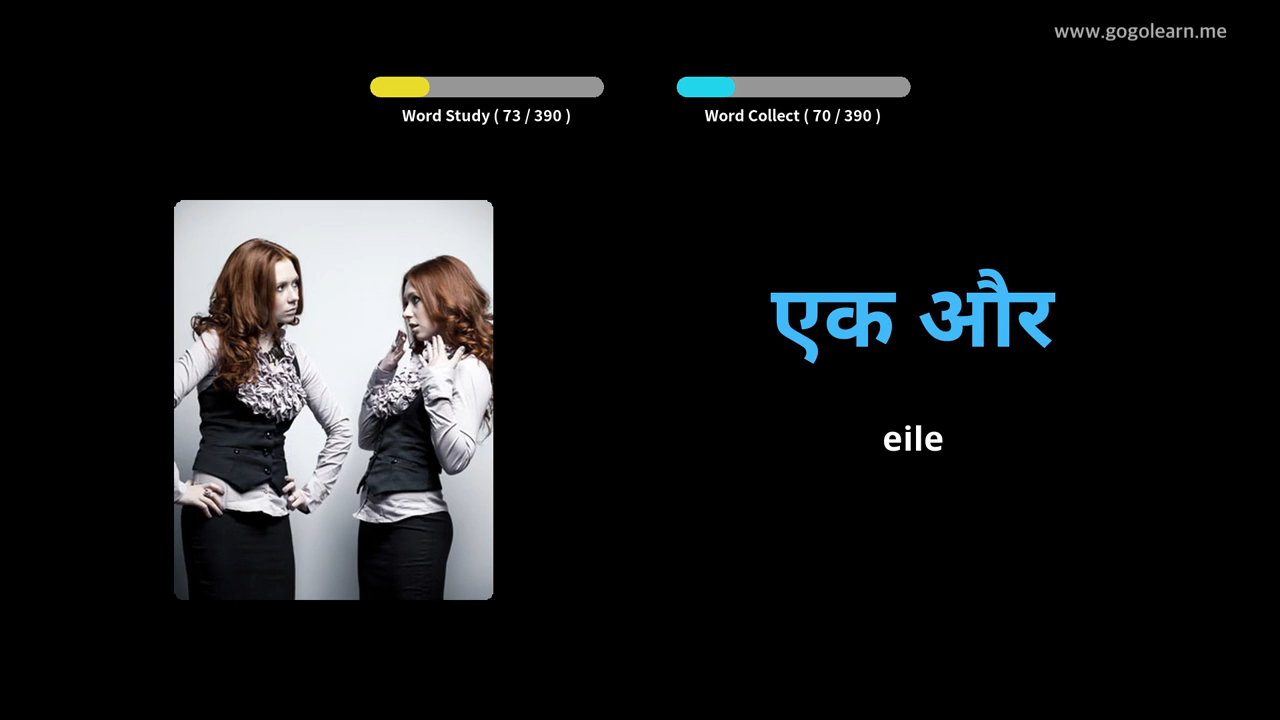 www.gogolearn.me
Word Study ( 73 / 390 )
Word Collect ( 70 / 390 )
एक और
eile